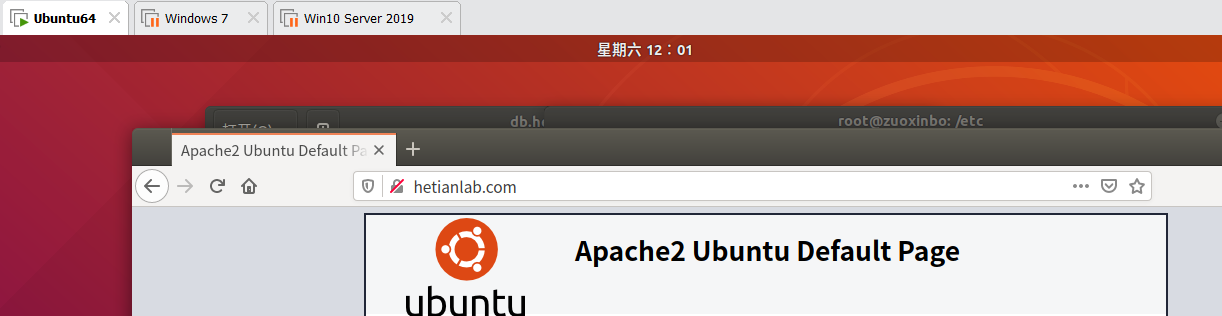 Ubuntu64 Windows 7 Win10 Server 2019
星期六 12：01
打开(O) db.he root@zuoxinbo: /etc
Apache2 Ubuntu Default Pa
hetianlab.com
Apache2 Ubuntu Default Page
ubuntu